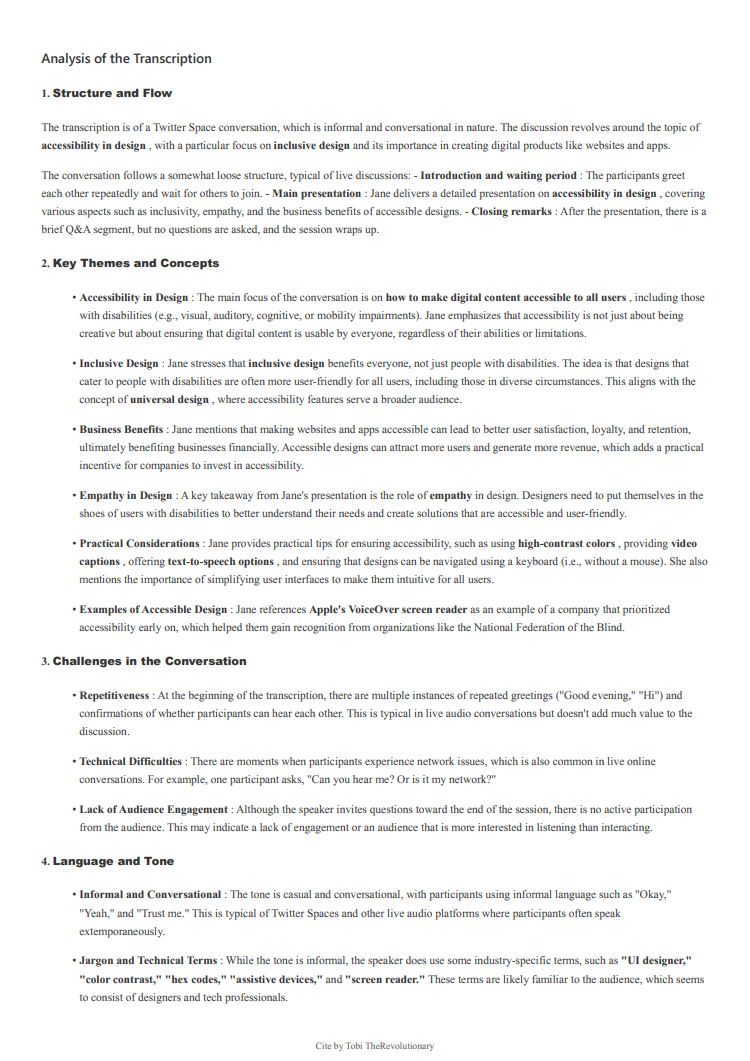 Analysis of the Transcription
1. Structure and Flow
The transcription is of a Twitter Space conversation, which is informal and conversational in nature. The discussion revolves around the topic of
accessibility in design , with a particular focus on inclusive design and its importance in creating digital products like websites and apps.
The conversation follows a somewhat loose structure, typical of live discussions: - Introduction and waiting period : The participants greet
each other repeatedly and wait for others to join. - Main presentation : Jane delivers a detailed presentation on accessibility in design , covering
various aspects such as inclusivity, empathy, and the business benefits of accessible designs. - Closing remarks : After the presentation, there is a
brief Q&A segment, but no questions are asked, and the session wraps up.
2. Key Themes and Concepts
• Accessibility in Design : The main focus of the conversation is on how to make digital content accessible to all users , including those
with disabilities (e.g., visual, auditory, cognitive, or mobility impairments). Jane emphasizes that accessibility is not just about being
creative but about ensuring that digital content is usable by everyone, regardless of their abilities or limitations.
• Inclusive Design : Jane stresses that inclusive design benefits everyone, not just people with disabilities. The idea is that designs that
cater to people with disabilities are often more user-friendly for all users, including those in diverse circumstances. This aligns with the
concept of universal design , where accessibility features serve a broader audience.
• Business Benefits : Jane mentions that making websites and apps accessible can lead to better user satisfaction, loyalty, and retention,
ultimately benefiting businesses financially. Accessible designs can attract more users and generate more revenue, which adds a practical
incentive for companies to invest in accessibility.
• Empathy in Design : A key takeaway from Jane's presentation is the role of empathy in design. Designers need to put themselves in the
shoes of users with disabilities to better understand their needs and create solutions that are accessible and user-friendly.
• Practical Considerations : Jane provides practical tips for ensuring accessibility, such as using high-contrast colors , providing video
captions , offering text-to-speech options , and ensuring that designs can be navigated using a keyboard (i.e., without a mouse). She also
mentions the importance of simplifying user interfaces to make them intuitive for all users.
• Examples of Accessible Design : Jane references Apple's VoiceOver screen reader as an example of a company that prioritized
accessibility early on, which helped them gain recognition from organizations like the National Federation of the Blind.
3. Challenges in the Conversation
• Repetitiveness : At the beginning of the transcription, there are multiple instances of repeated greetings ("Good evening," "Hi") and
confirmations of whether participants can hear each other. This is typical in live audio conversations but doesn't add much value to the
discussion.
• Technical Difficulties : There are moments when participants experience network issues, which is also common in live online
conversations. For example, one participant asks, "Can you hear me? Or is it my network?"
• Lack of Audience Engagement : Although the speaker invites questions toward the end of the session, there is no active participation
from the audience. This may indicate a lack of engagement or an audience that is more interested in listening than interacting.
4. Language and Tone
• Informal and Conversational : The tone is casual and conversational, with participants using informal language such as "Okay,"
"Yeah," and "Trust me." This is typical of Twitter Spaces and other live audio platforms where participants often speak
extemporaneously.
• Jargon and Technical Terms : While the tone is informal, the speaker does use some industry-specific terms, such as "UI designer,"
"color contrast," "hex codes," "assistive devices," and "screen reader." These terms are likely familiar to the audience, which seems
to consist of designers and tech professionals.
Cite by Tobi TheRevolutionary